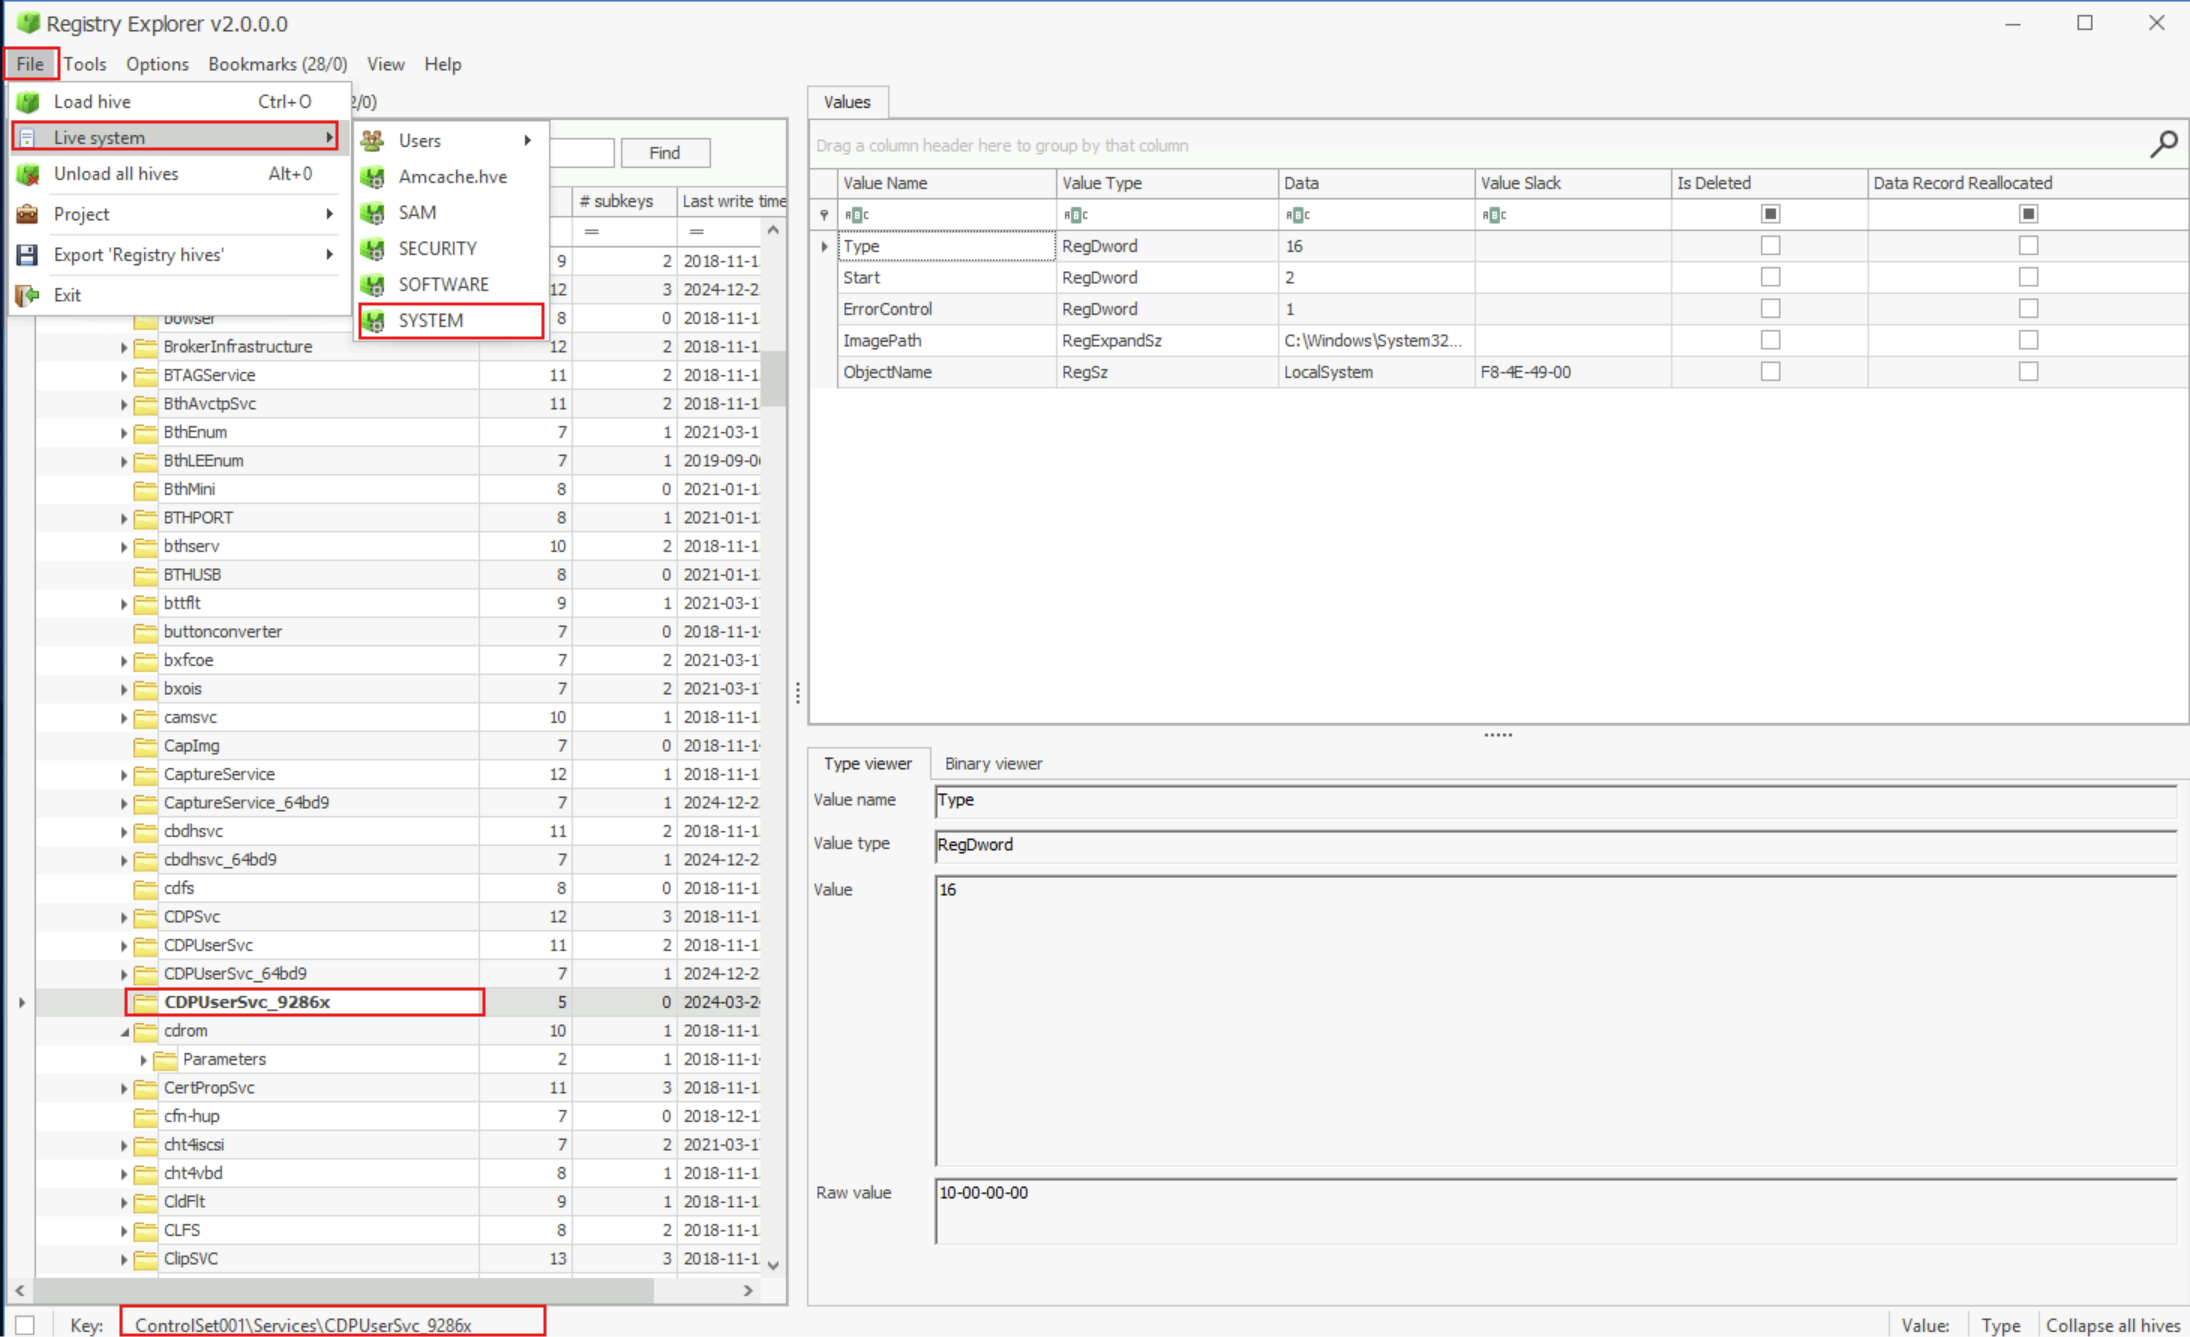 Registry Explorer v2.0.0.0
File Tools Options Bookmarks (28/0) View Help
Load hive Ctrl+O
Live system
Unload all hives Alt+0
Project
Export 'Registry hives'
Exit
2/0)
Users
Amcache.hve
SAM
SECURITY
SOFTWARE
SYSTEM
Find
# subkeys Last write time
= =
9 2 2018-11-1
12 3 2024-12-2
bowser 8 0 2018-11-1
BrokerInfrastructure 12 2 2018-11-1
BTAGService 11 2 2018-11-1
BthAvctpSvc 11 2 2018-11-1
BthEnum 7 1 2021-03-1
BthLEEnum 7 1 2019-09-0
BthMini 8 0 2021-01-1
BTHPORT 8 1 2021-01-1
bthserv 10 2 2018-11-1
BTHUSB 8 0 2021-01-1
bttflt 9 1 2021-03-1
buttonconverter 7 0 2018-11-1
bxfcoe 7 2 2021-03-1
bxois 7 2 2021-03-1
camsvc 10 1 2018-11-1
CapImg 7 0 2018-11-1
CaptureService 12 1 2018-11-1
CaptureService_64bd9 7 1 2024-12-2
cbdhsvc 11 2 2018-11-1
cbdhsvc_64bd9 7 1 2024-12-2
cdfs 8 0 2018-11-1
CDPSvc 12 3 2018-11-1
CDPUserSvc 11 2 2018-11-1
CDPUserSvc_64bd9 7 1 2024-12-2
CDPUserSvc_9286x 5 0 2024-03-2
cdrom 10 1 2018-11-1
Parameters 2 1 2018-11-1
CertPropSvc 11 3 2018-11-1
cfn-hup 7 0 2018-12-1
cht4iscsi 7 2 2021-03-1
cht4vbd 8 1 2018-11-1
CldFlt 9 1 2018-11-1
CLFS 8 2 2018-11-1
ClipSVC 13 3 2018-11-1
Key: ControlSet001\Services\CDPUserSvc_9286x
Values
Drag a column header here to group by that column
Value Name Value Type Data Value Slack Is Deleted Data Record Reallocated
ABC ABC ABC ABC
Type RegDword 16
Start RegDword 2
ErrorControl RegDword 1
ImagePath RegExpandSz C:\Windows\System32...
ObjectName RegSz LocalSystem F8-4E-49-00
Type viewer Binary viewer
Value name Type
Value type RegDword
Value 16
Raw value 10-00-00-00
Value: Type Collapse all hives